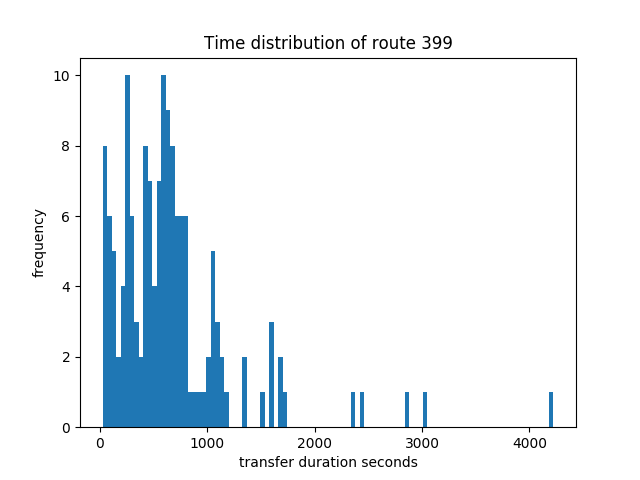 Time distribution of route 399
frequency
10
8
6
4
2
0
0 1000 2000 3000 4000
transfer duration seconds